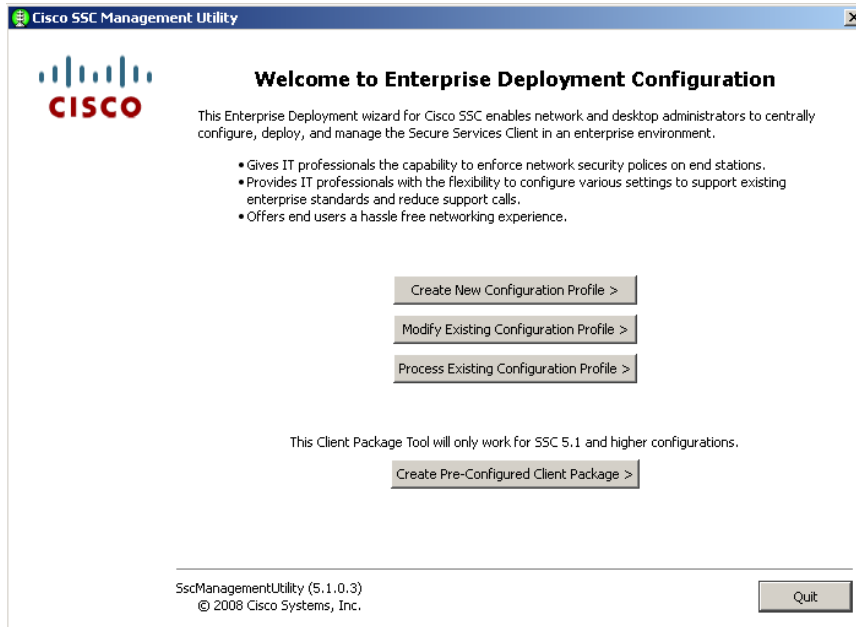 Cisco SSC Management Utility
CISCO
Welcome to Enterprise Deployment Configuration
This Enterprise Deployment wizard for Cisco SSC enables network and desktop administrators to centrally
configure, deploy, and manage the Secure Services Client in an enterprise environment.
• Gives IT professionals the capability to enforce network security polices on end stations.
• Provides IT professionals with the flexibility to configure various settings to support existing
enterprise standards and reduce support calls.
• Offers end users a hassle free networking experience.
Create New Configuration Profile >
Modify Existing Configuration Profile >
Process Existing Configuration Profile >
This Client Package Tool will only work for SSC 5.1 and higher configurations.
Create Pre-Configured Client Package >
SscManagementUtility (5.1.0.3)
© 2008 Cisco Systems, Inc.
Quit